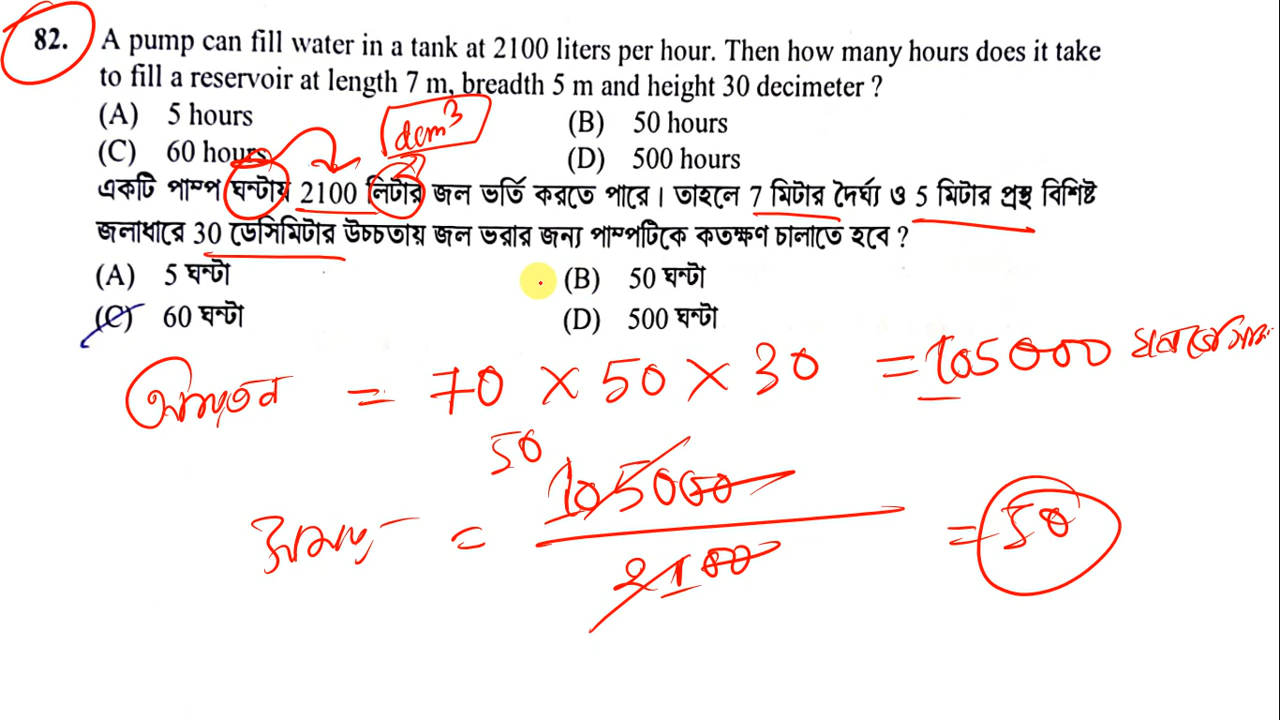 82. A pump can fill water in a tank at 2100 liters per hour. Then how many hours does it take
to fill a reservoir at length 7 m, breadth 5 m and height 30 decimeter ?
(A) 5 hours (B) 50 hours
dcm³
(C) 60 hours (D) 500 hours
একটি পাম্প ঘন্টায় 2100 লিটার জল ভর্তি করতে পারে । তাহলে 7 মিটার দৈর্ঘ্য ও 5 মিটার প্রস্থ বিশিষ্ট
জলাধারে 30 ডেসিমিটার উচ্চতায় জল ভরার জন্য পাম্পটিকে কতক্ষণ চালাতে হবে ?
(A) 5 ঘন্টা (B) 50 ঘন্টা
(C) 60 ঘন্টা (D) 500 ঘন্টা
আয়তন = 70 × 50 × 30 = 105000
50
105000
সময় = = 50
2100